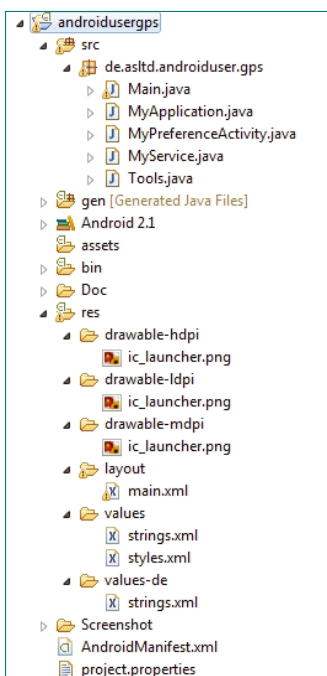 androidusergps
src
de.asltd.androiduser.gps
Main.java
MyApplication.java
MyPreferenceActivity.java
MyService.java
Tools.java
gen [Generated Java Files]
Android 2.1
assets
bin
Doc
res
drawable-hdpi
ic_launcher.png
drawable-ldpi
ic_launcher.png
drawable-mdpi
ic_launcher.png
layout
main.xml
values
strings.xml
styles.xml
values-de
strings.xml
Screenshot
AndroidManifest.xml
project.properties